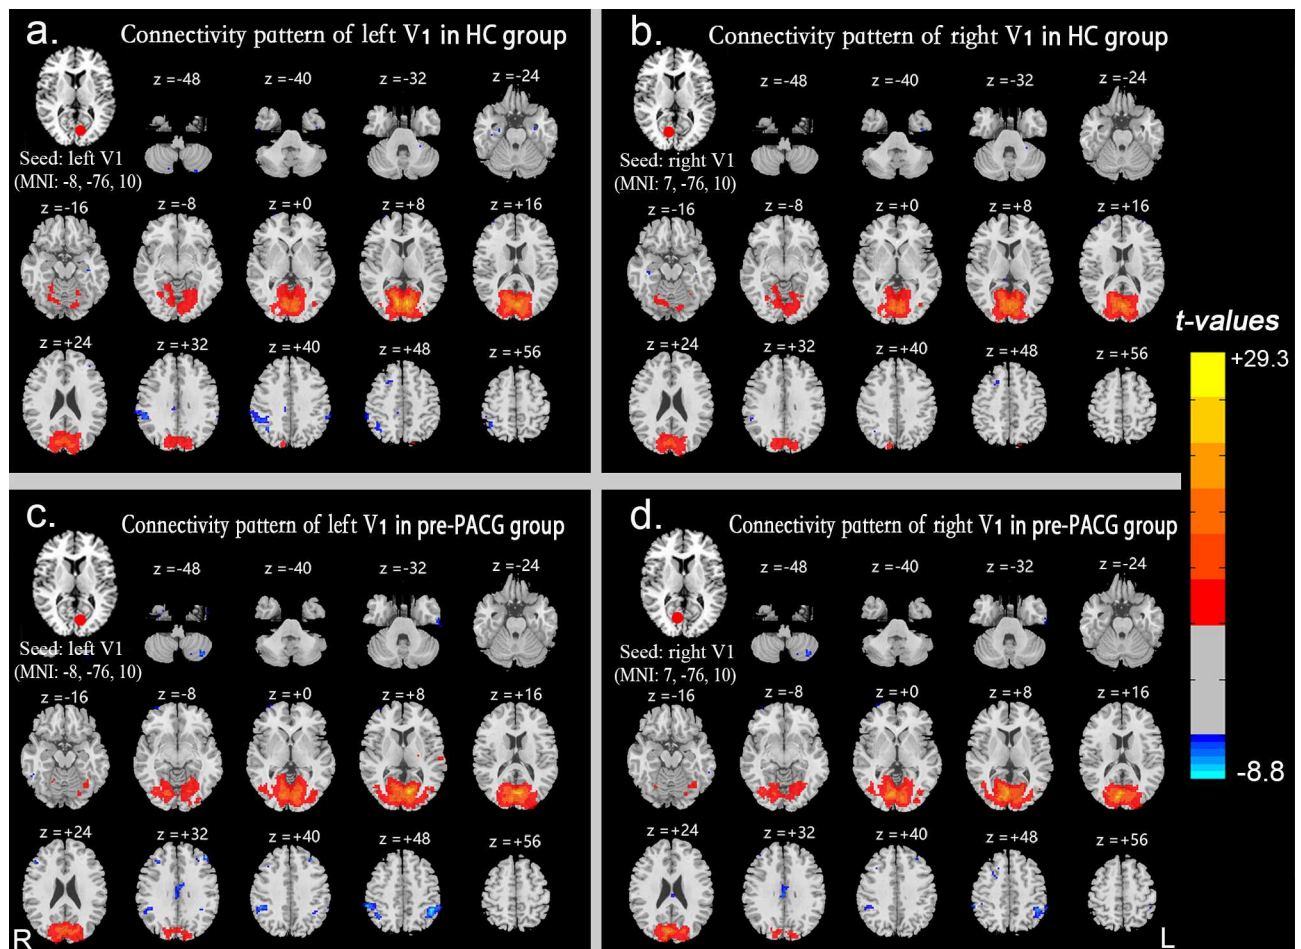 a. Connectivity pattern of left V1 in HC group
z =-48 z =-40 z =-32 z =-24
Seed: left V1
(MNI: -8, -76, 10)
z =-16 z =-8 z =+0 z =+8 z =+16
z =+24 z =+32 z =+40 z =+48 z =+56
b. Connectivity pattern of right V1 in HC group
z =-48 z =-40 z =-32 z =-24
Seed: right V1
(MNI: 7, -76, 10)
z =-16 z =-8 z =+0 z =+8 z =+16
z =+24 z =+32 z =+40 z =+48 z =+56
t-values
+29.3
-8.8
c. Connectivity pattern of left V1 in pre-PACG group
z =-48 z =-40 z =-32 z =-24
Seed: left V1
(MNI: -8, -76, 10)
z =-16 z =-8 z =+0 z =+8 z =+16
z =+24 z =+32 z =+40 z =+48 z =+56
R
d. Connectivity pattern of right V1 in pre-PACG group
z =-48 z =-40 z =-32 z =-24
Seed: right V1
(MNI: 7, -76, 10)
z =-16 z =-8 z =+0 z =+8 z =+16
z =+24 z =+32 z =+40 z =+48 z =+56
L